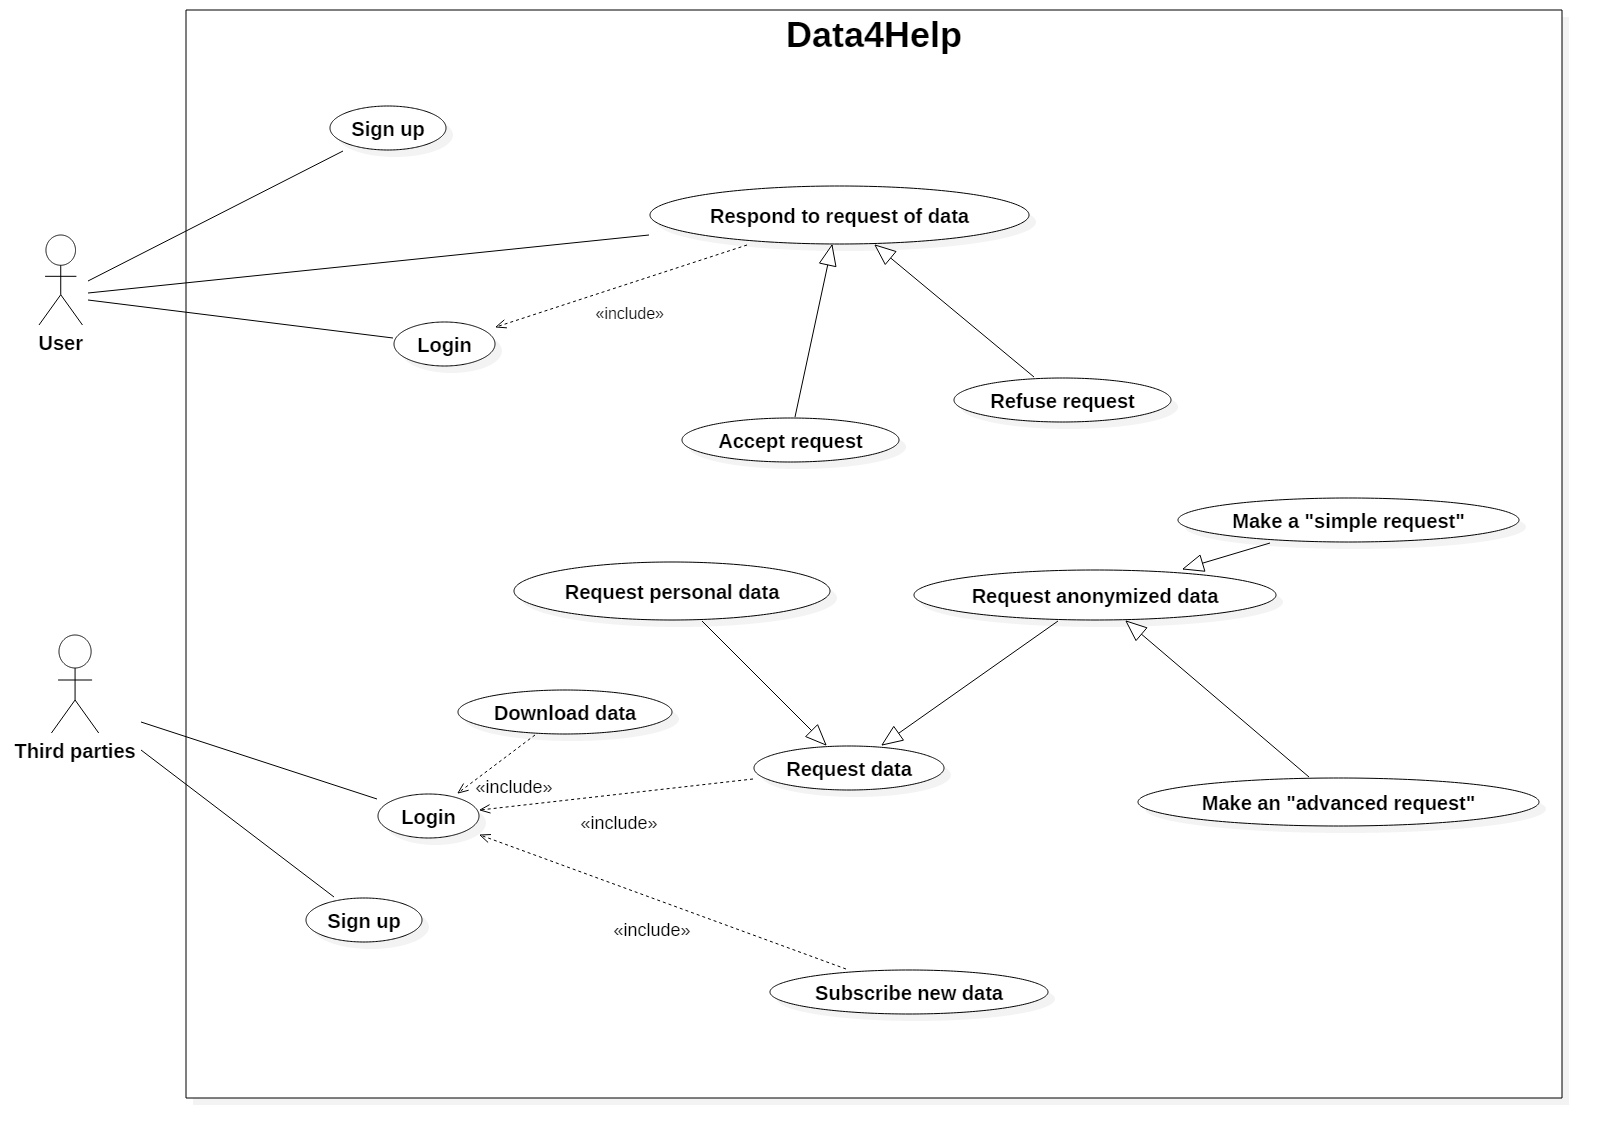 Data4Help
Sign up
Respond to request of data
«include»
User
Login
Refuse request
Accept request
Make a "simple request"
Request personal data
Request anonymized data
Download data
Third parties
Request data
«include»
Make an "advanced request"
Login
«include»
Sign up
«include»
Subscribe new data